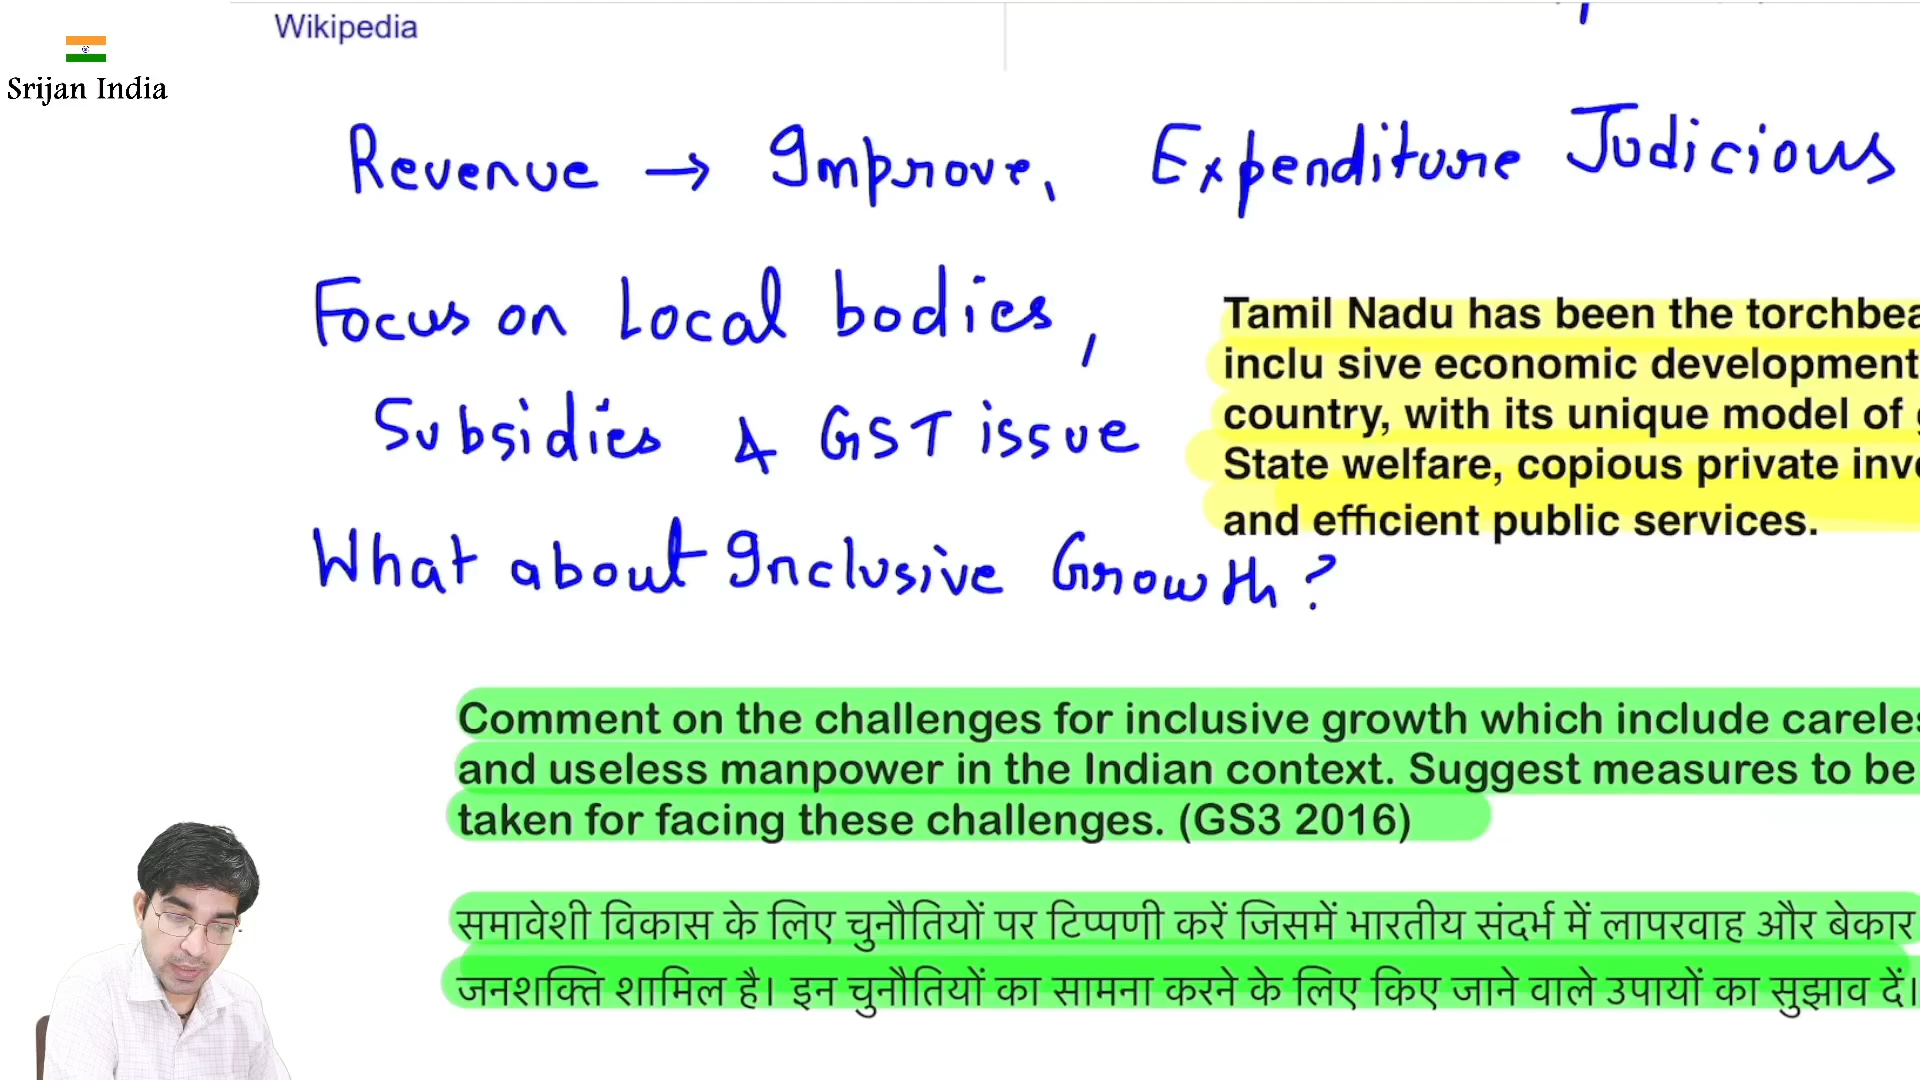 Wikipedia
Srijan India
Revenue → Improve, Expenditure Judicious
Focus on Local bodies,
Subsidies & GST issue
What about Inclusive Growth?
Tamil Nadu has been the
inclu sive economic development
country, with its unique model of
State welfare, copious private
and efficient public services.
Comment on the challenges for inclusive growth which include
and useless manpower in the Indian context. Suggest measures to be
taken for facing these challenges. (GS3 2016)
समावेशी विकास के लिए चुनौतियों पर टिप्पणी करें जिसमें भारतीय संदर्भ में लापरवाह और बेकार
जनशक्ति शामिल है। इन चुनौतियों का सामना करने के लिए किए जाने वाले उपायों का सुझाव दें।